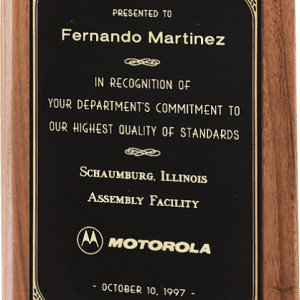 PRESENTED TO
Fernando Martinez
IN RECOGNITION OF
YOUR DEPARTMENT'S COMMITMENT TO
OUR HIGHEST QUALITY OF STANDARDS
SCHAUMBURG, ILLINOIS
ASSEMBLY FACILITY
MOTOROLA
- OCTOBER 10, 1997 -